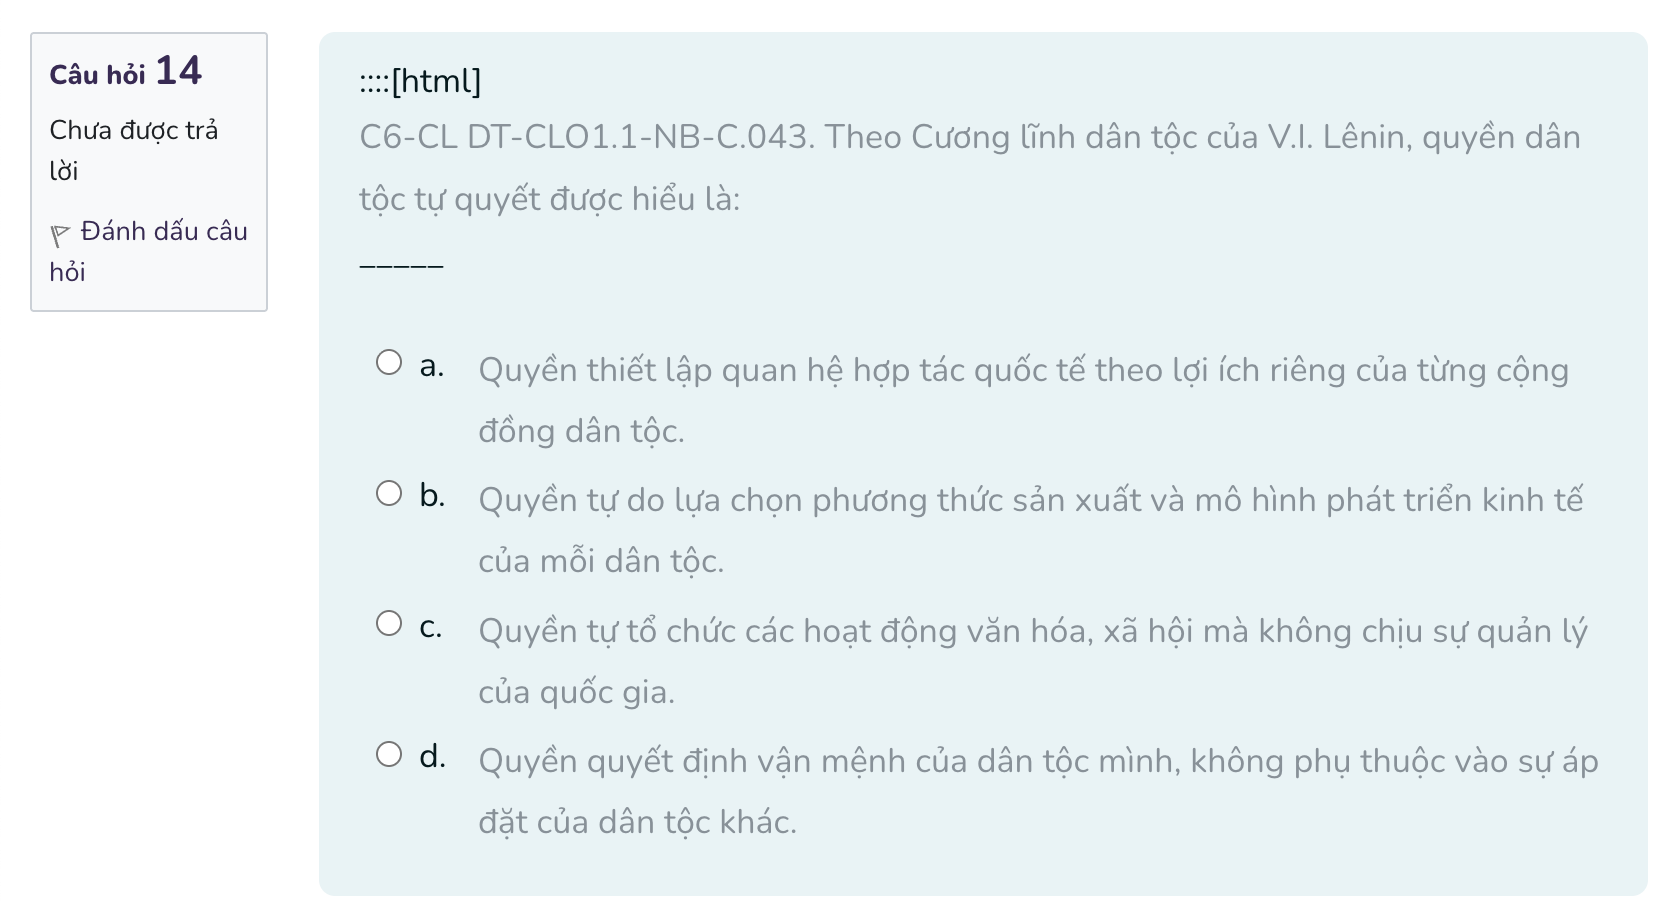 Câu hỏi 14
Chưa được trả
lời
Đánh dấu câu
hỏi
::::[html]
C6-CL DT-CLO1.1-NB-C.043. Theo Cương lĩnh dân tộc của V.I. Lênin, quyền dân
tộc tự quyết được hiểu là:
_____
a. Quyền thiết lập quan hệ hợp tác quốc tế theo lợi ích riêng của từng cộng
đồng dân tộc.
b. Quyền tự do lựa chọn phương thức sản xuất và mô hình phát triển kinh tế
của mỗi dân tộc.
c. Quyền tự tổ chức các hoạt động văn hóa, xã hội mà không chịu sự quản lý
của quốc gia.
d. Quyền quyết định vận mệnh của dân tộc mình, không phụ thuộc vào sự áp
đặt của dân tộc khác.